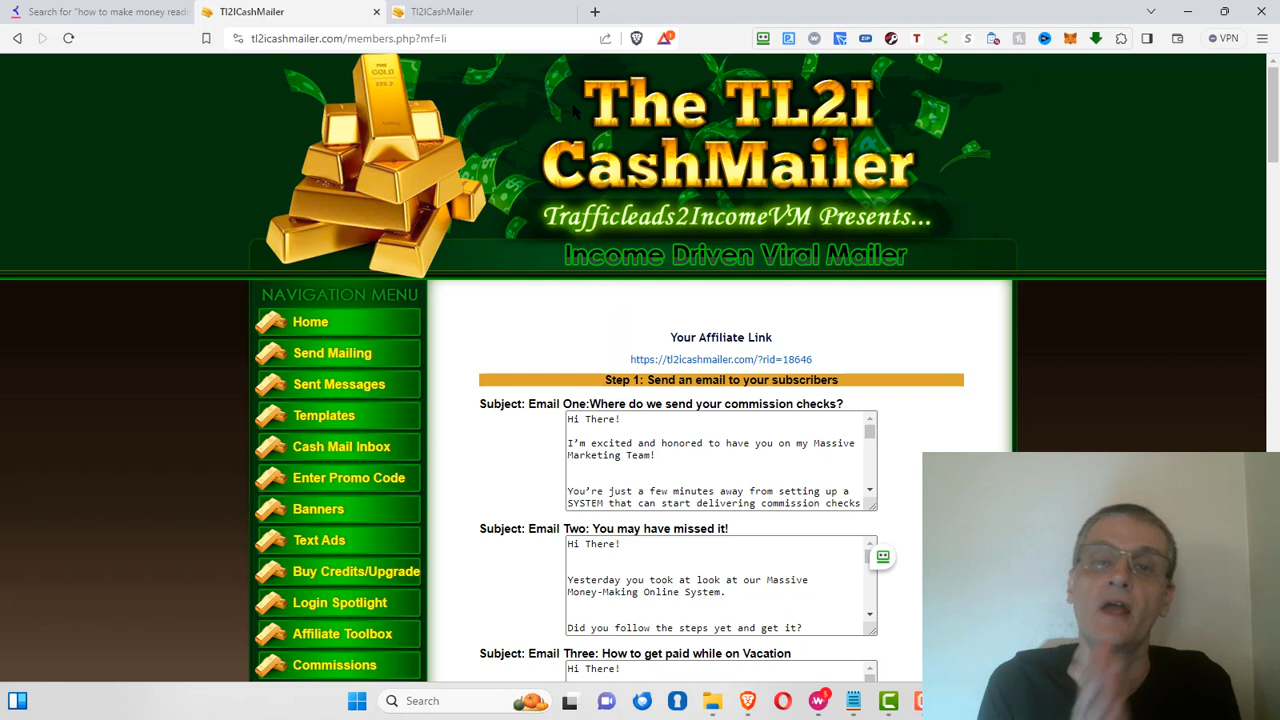 Search for "how to make money read
TL2ICashMailer
TL2ICashMailer
tl2icashmailer.com/members.php?mf=li
VPN
The TL2I
CashMailer
Trafficleads2IncomeVM Presents...
Income Driven Viral Mailer
NAVIGATION MENU
Home
Send Mailing
Sent Messages
Templates
Cash Mail Inbox
Enter Promo Code
Banners
Text Ads
Buy Credits/Upgrade
Login Spotlight
Affiliate Toolbox
Commissions
Your Affiliate Link
https://tl2icashmailer.com/?rid=18646
Step 1: Send an email to your subscribers
Subject: Email One:Where do we send your commission checks?
Hi There!
I'm excited and honored to have you on my Massive
Marketing Team!
You're just a few minutes away from setting up a
SYSTEM that can start delivering commission checks
Subject: Email Two: You may have missed it!
Hi There!
Yesterday you took at look at our Massive
Money-Making Online System.
Did you follow the steps yet and get it?
Subject: Email Three: How to get paid while on Vacation
Hi There!
Search